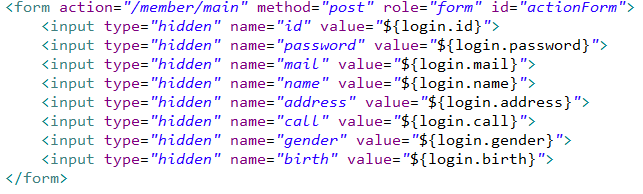 <form action="/member/main" method="post" role="form" id="actionForm">
<input type="hidden" name="id" value="${login.id}">
<input type="hidden" name="password" value="${login.password}">
<input type="hidden" name="mail" value="${login.mail}">
<input type="hidden" name="name" value="${login.name}">
<input type="hidden" name="address" value="${login.address}">
<input type="hidden" name="call" value="${login.call}">
<input type="hidden" name="gender" value="${login.gender}">
<input type="hidden" name="birth" value="${login.birth}">
</form>